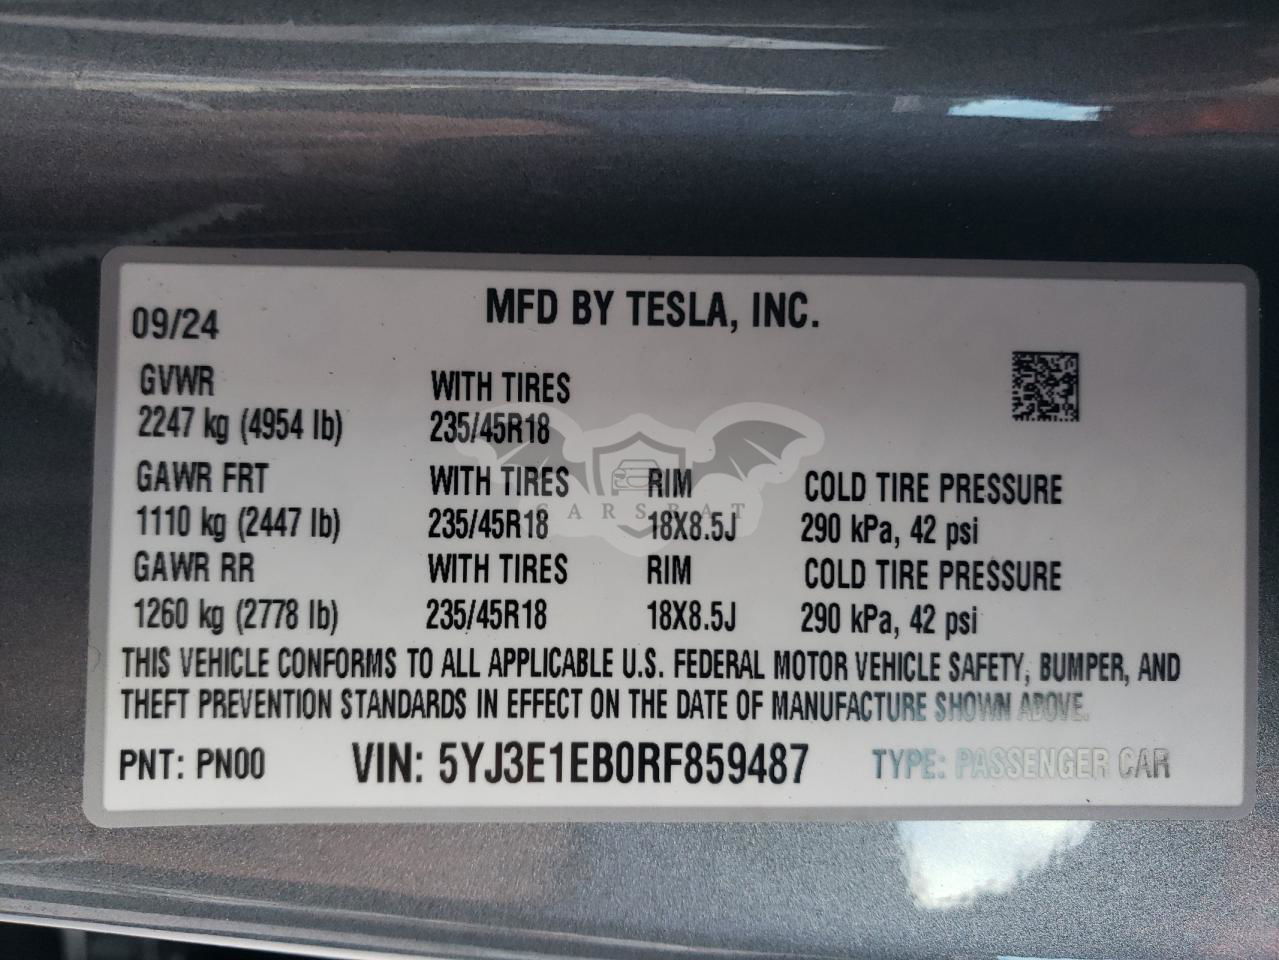 MFD BY TESLA, INC.
09/24
GVWR WITH TIRES
2247 kg (4954 lb) 235/45R18
GAWR FRT WITH TIRES RIM COLD TIRE PRESSURE
1110 kg (2447 lb) 235/45R18 18X8.5J 290 kPa, 42 psi
GAWR RR WITH TIRES RIM COLD TIRE PRESSURE
1260 kg (2778 lb) 235/45R18 18X8.5J 290 kPa, 42 psi
THIS VEHICLE CONFORMS TO ALL APPLICABLE U.S. FEDERAL MOTOR VEHICLE SAFETY, BUMPER, AND
THEFT PREVENTION STANDARDS IN EFFECT ON THE DATE OF MANUFACTURE SHOWN ABOVE.
PNT: PN00 VIN: 5YJ3E1EB0RF859487 TYPE: PASSENGER CAR
CARSBAT